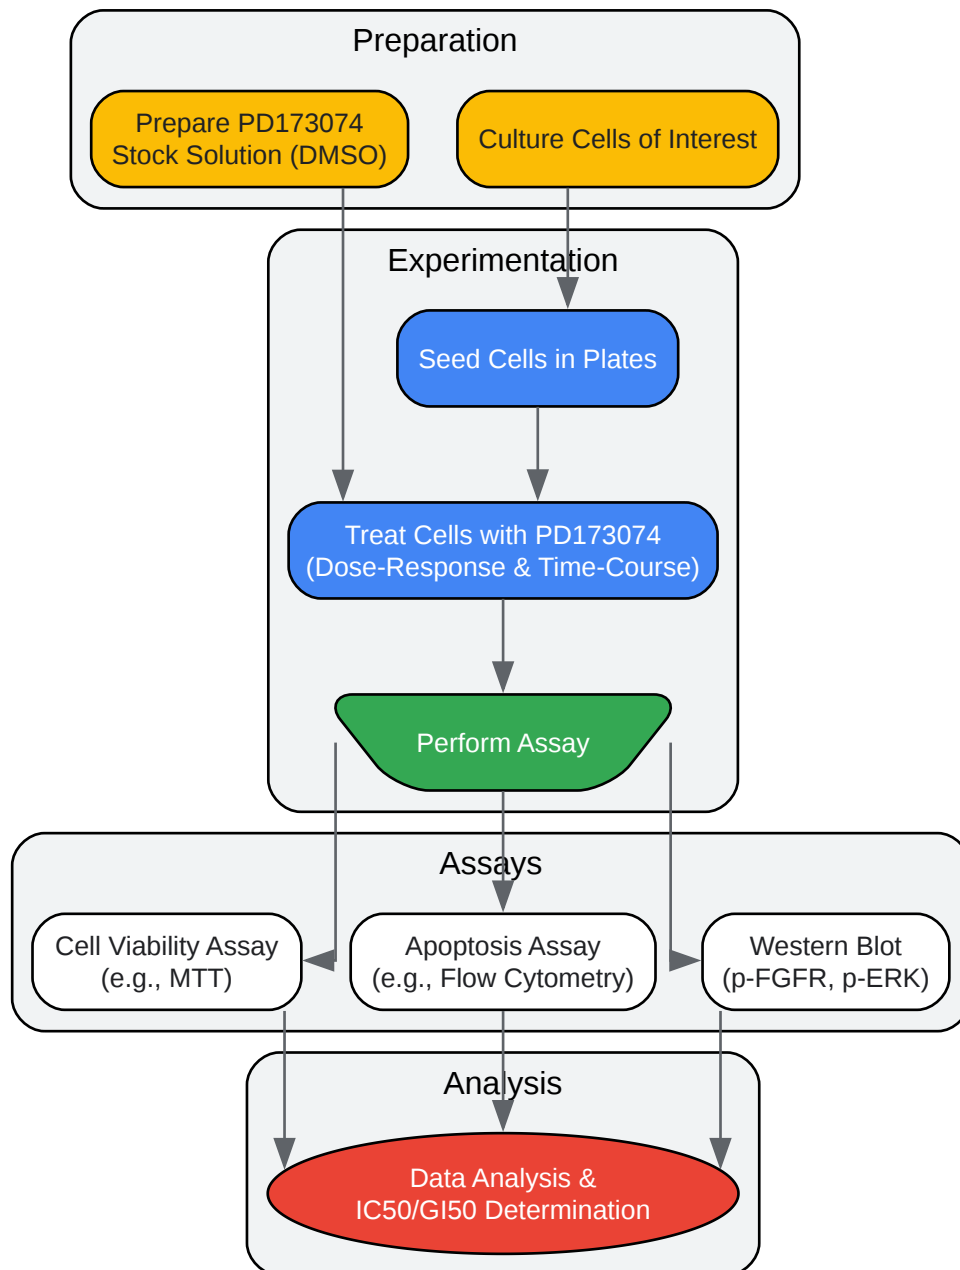 Preparation
Prepare PD173074
Stock Solution (DMSO)
Culture Cells of Interest
Experimentation
Seed Cells in Plates
Treat Cells with PD173074
(Dose-Response & Time-Course)
Perform Assay
Assays
Cell Viability Assay
(e.g., MTT)
Apoptosis Assay
(e.g., Flow Cytometry)
Western Blot
(p-FGFR, p-ERK)
Analysis
Data Analysis &
IC50/GI50 Determination